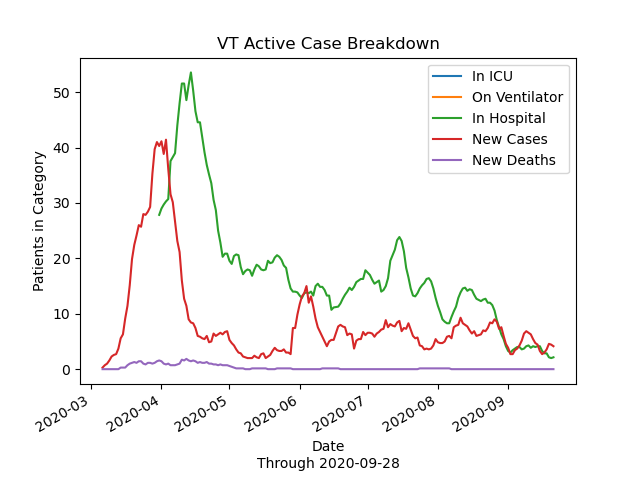 VT Active Case Breakdown
In ICU
On Ventilator
In Hospital
New Cases
New Deaths
Patients in Category
50
40
30
20
10
0
2020-03
2020-04
2020-05
2020-06
2020-07
2020-08
2020-09
Date
Through 2020-09-28